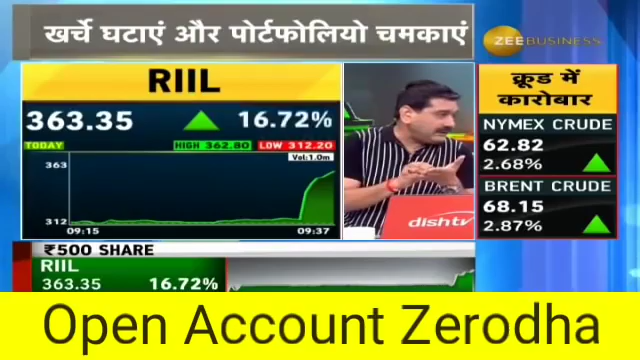 खर्चे घटाएं और पोर्टफोलियो चमकाएं
ZEE BUSINESS
RIIL
363.35 16.72%
TODAY HIGH 362.80 LOW 312.20
Vol:1.0m
363
312
09:15 09:37
dishtv
क्रूड में
कारोबार
NYMEX CRUDE
62.82
2.68%
BRENT CRUDE
68.15
2.87%
₹500 SHARE
RIIL
363.35 16.72%
Open Account Zerodha